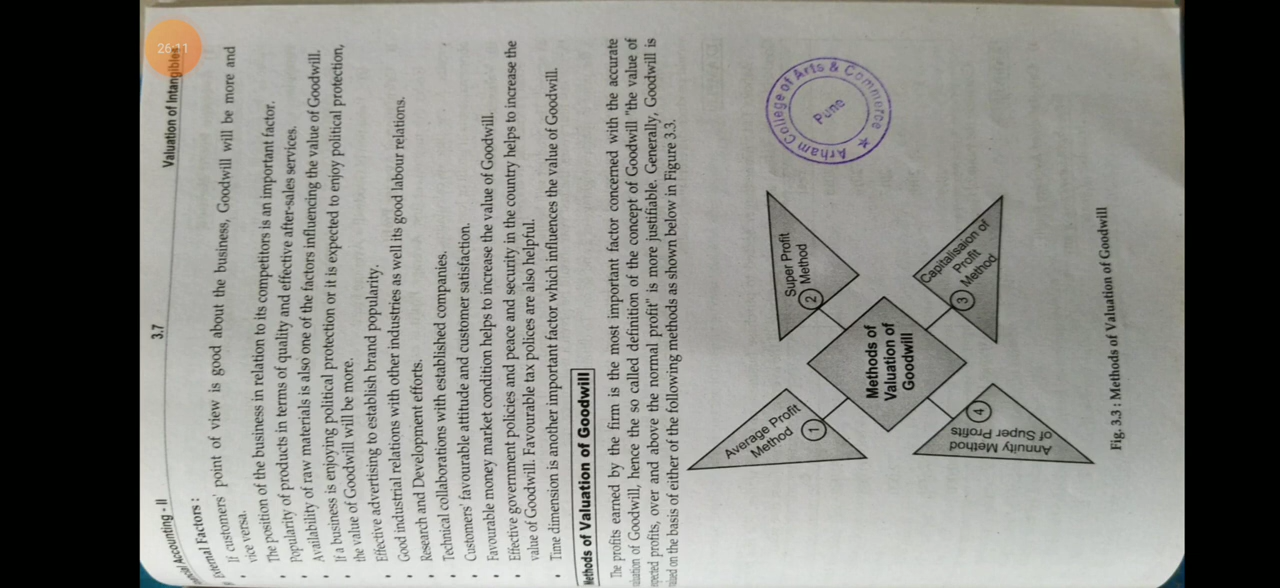 26:11
Accounting - II
3.7
Valuation of Intangibles
External Factors :
• If customers' point of view is good about the business, Goodwill will be more and
vice versa.
• The position of the business in relation to its competitors is an important factor.
• Popularity of products in terms of quality and effective after-sales services.
• Availability of raw materials is also one of the factors influencing the value of Goodwill.
• If a business is enjoying political protection or it is expected to enjoy political protection,
the value of Goodwill will be more.
• Effective advertising to establish brand popularity.
• Good industrial relations with other industries as well its good labour relations.
• Research and Development efforts.
• Technical collaborations with established companies.
• Customers' favourable attitude and customer satisfaction.
• Favourable money market condition helps to increase the value of Goodwill.
• Effective government policies and peace and security in the country helps to increase the
value of Goodwill. Favourable tax polices are also helpful.
• Time dimension is another important factor which influences the value of Goodwill.
Methods of Valuation of Goodwill
The profits earned by the firm is the most important factor concerned with the accurate
valuation of Goodwill, hence the so called definition of the concept of Goodwill "the value of
expected profits, over and above the normal profit" is more justifiable. Generally, Goodwill is
valued on the basis of either of the following methods as shown below in Figure 3.3.
Average Profit
Method
1
Super Profit
Method
2
Methods of
Valuation of
Goodwill
Annuity Method
of Super Profits
4
Capitalisaion of
Profit
Method
3
Fig. 3.3 : Methods of Valuation of Goodwill
Arham College of Arts & Commerce
Pune